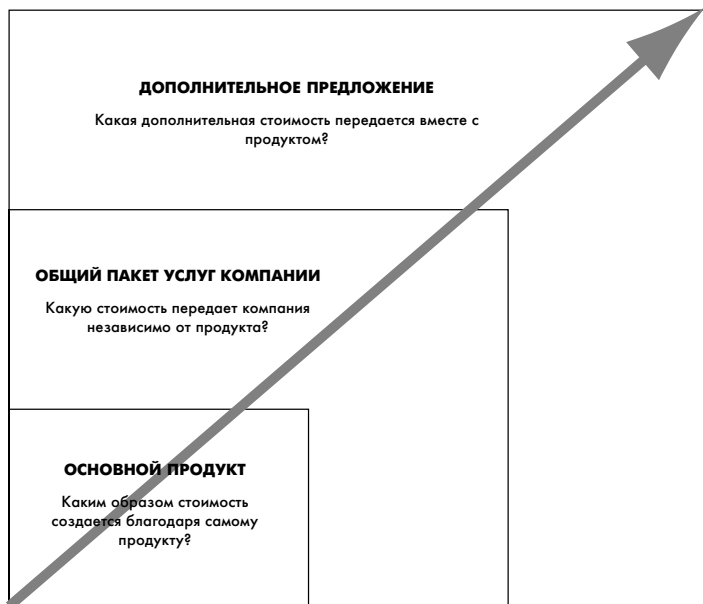 ДОПОЛНИТЕЛЬНОЕ ПРЕДЛОЖЕНИЕ
Какая дополнительная стоимость передается вместе с
продуктом?
ОБЩИЙ ПАКЕТ УСЛУГ КОМПАНИИ
Какую стоимость передает компания
независимо от продукта?
ОСНОВНОЙ ПРОДУКТ
Каким образом стоимость
создается благодаря самому
продукту?